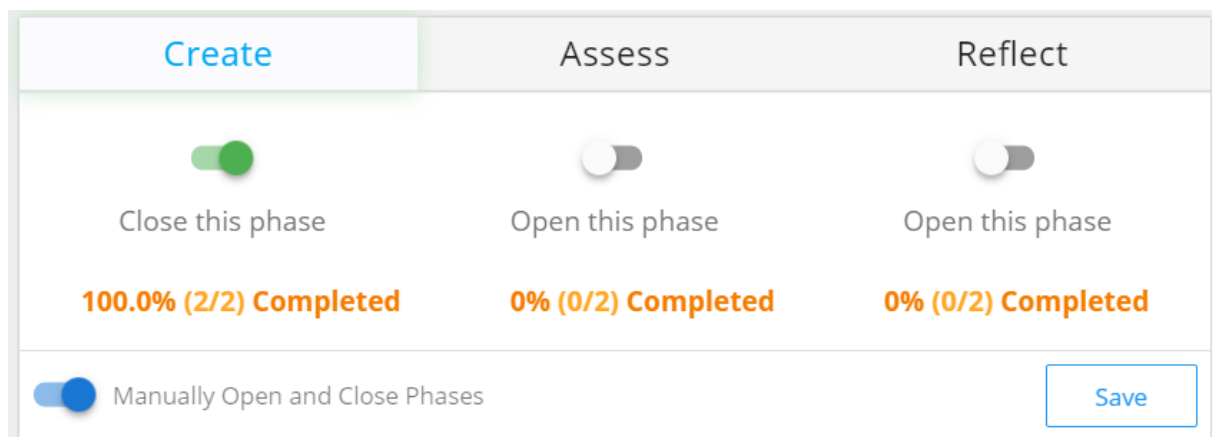 Create Assess Reflect
Close this phase Open this phase Open this phase
100.0% (2/2) Completed 0% (0/2) Completed 0% (0/2) Completed
Manually Open and Close Phases Save